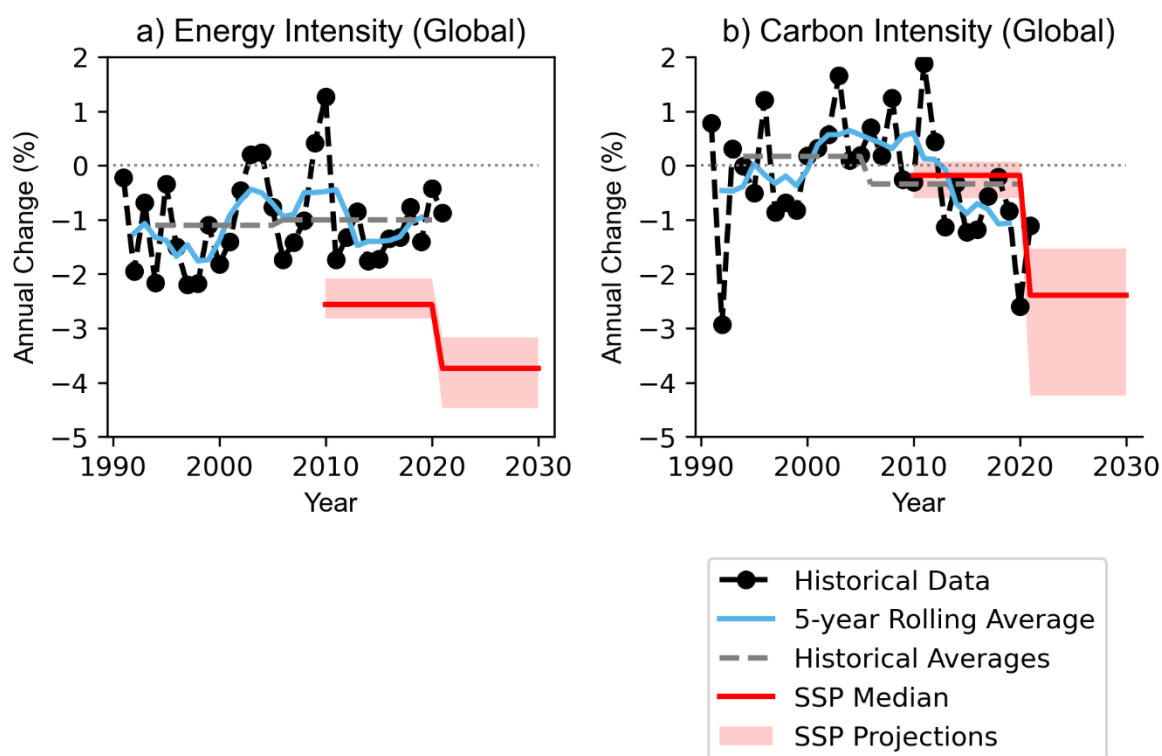 a) Energy Intensity (Global)
b) Carbon Intensity (Global)
Annual Change (%)
2
1
0
−1
−2
−3
−4
−5
1990 2000 2010 2020 2030
Year
Annual Change (%)
2
1
0
−1
−2
−3
−4
−5
1990 2000 2010 2020 2030
Year
Historical Data
5-year Rolling Average
Historical Averages
SSP Median
SSP Projections